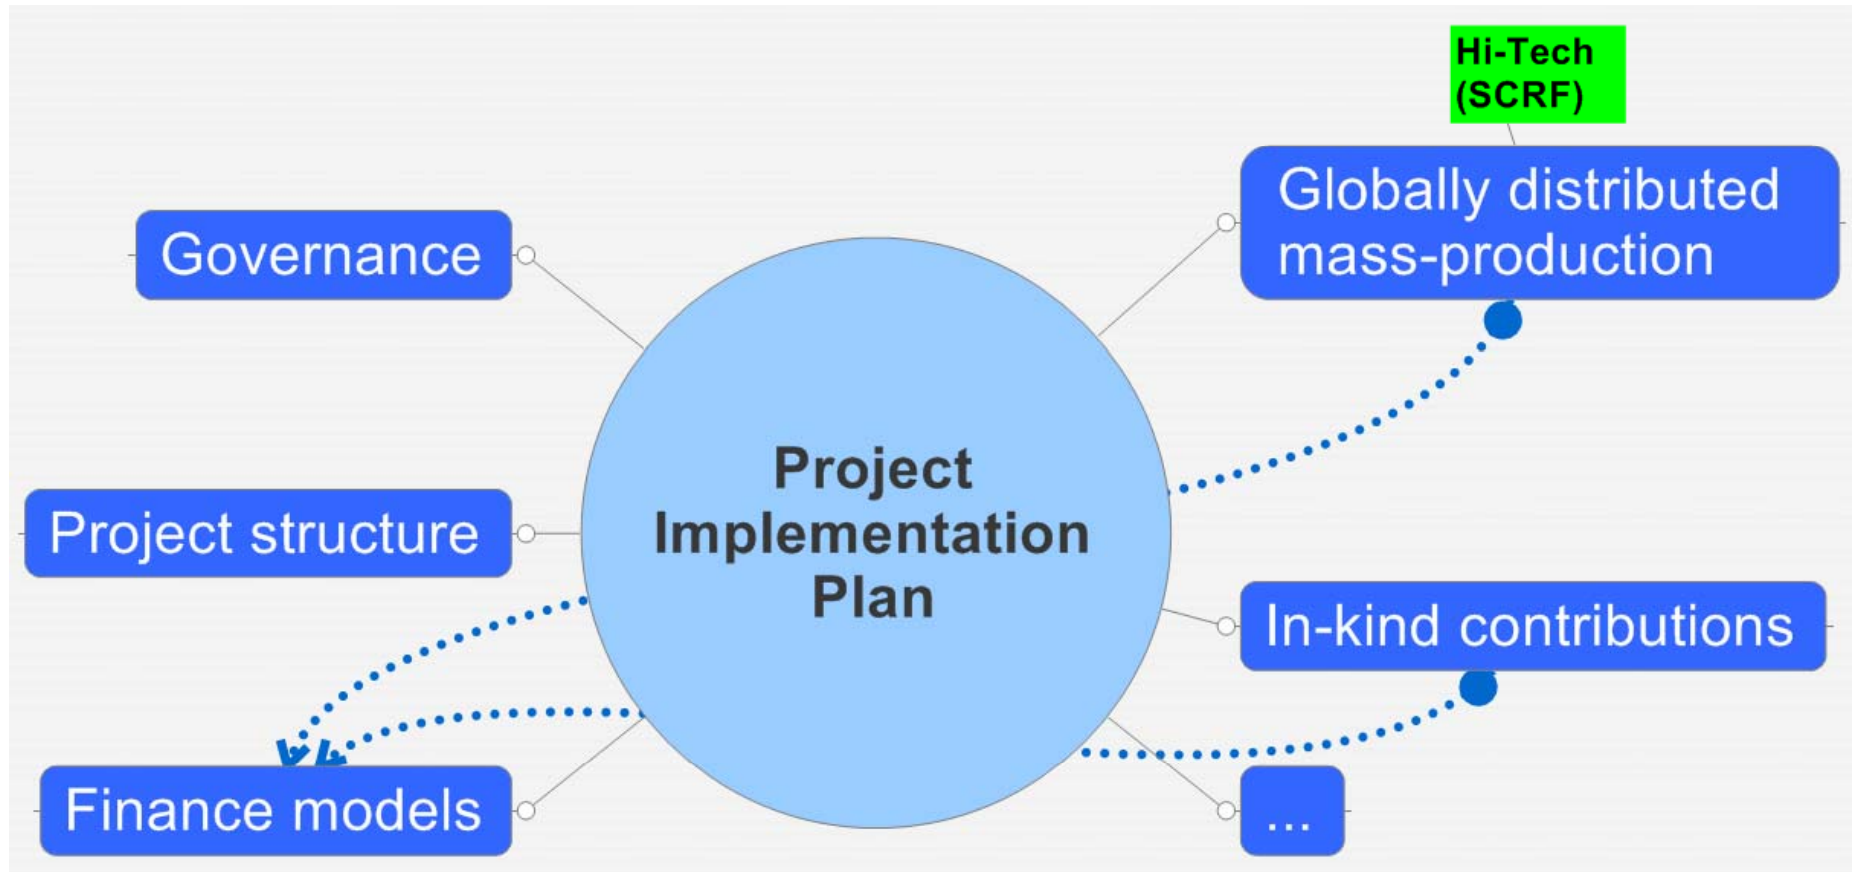 Hi-Tech
(SCRF)
Globally distributed
mass-production
Governance
Project
Implementation
Plan
Project structure
In-kind contributions
Finance models
...